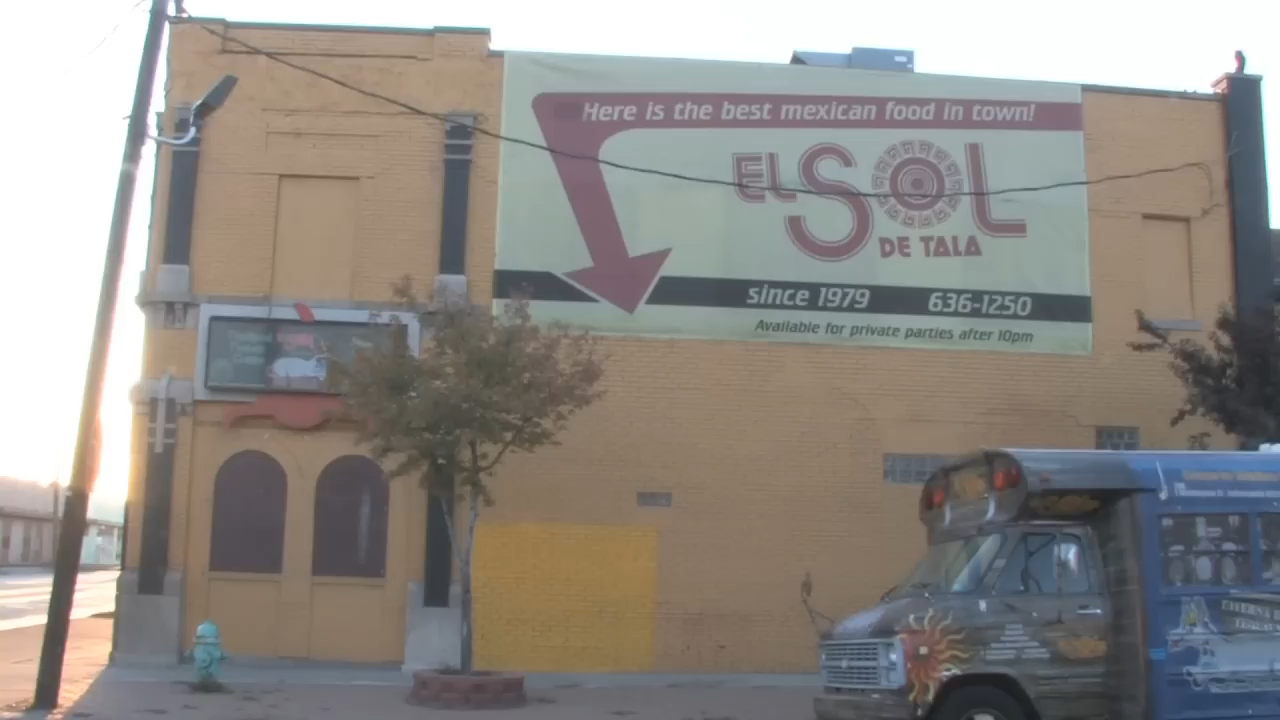 Here is the best mexican food in town!
EL SOL
DE TALA
since 1979 636-1250
Available for private parties after 10pm